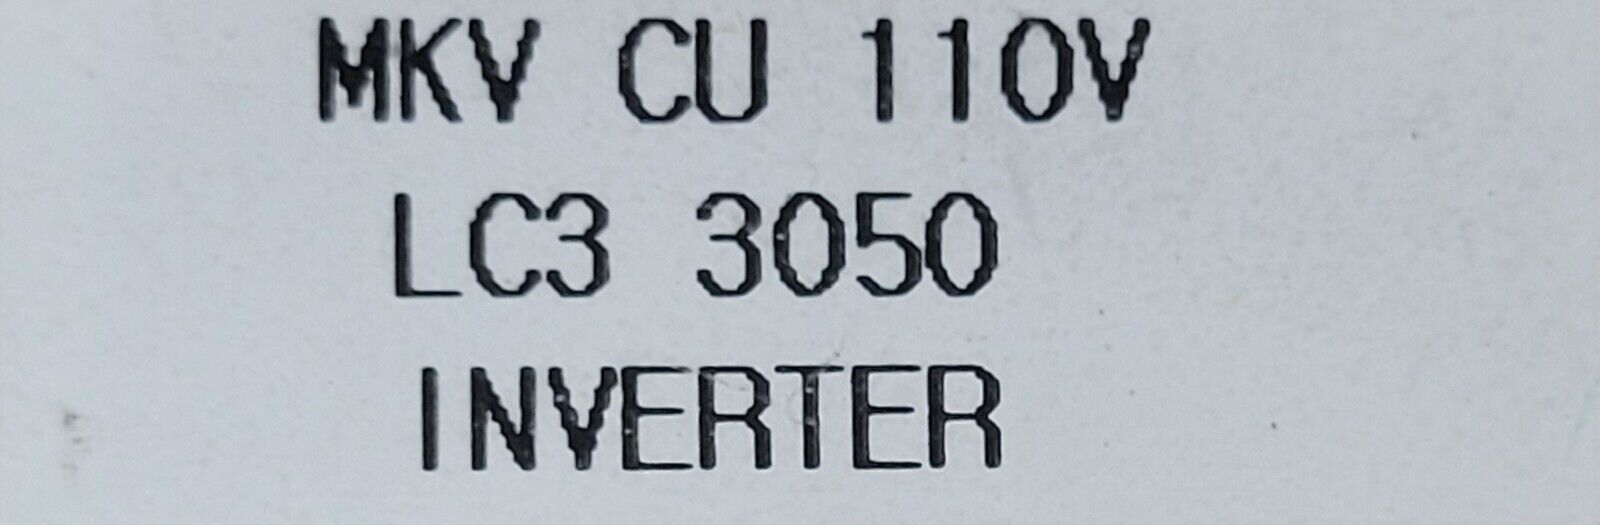 MKV CU 110V
LC3 3050
INVERTER